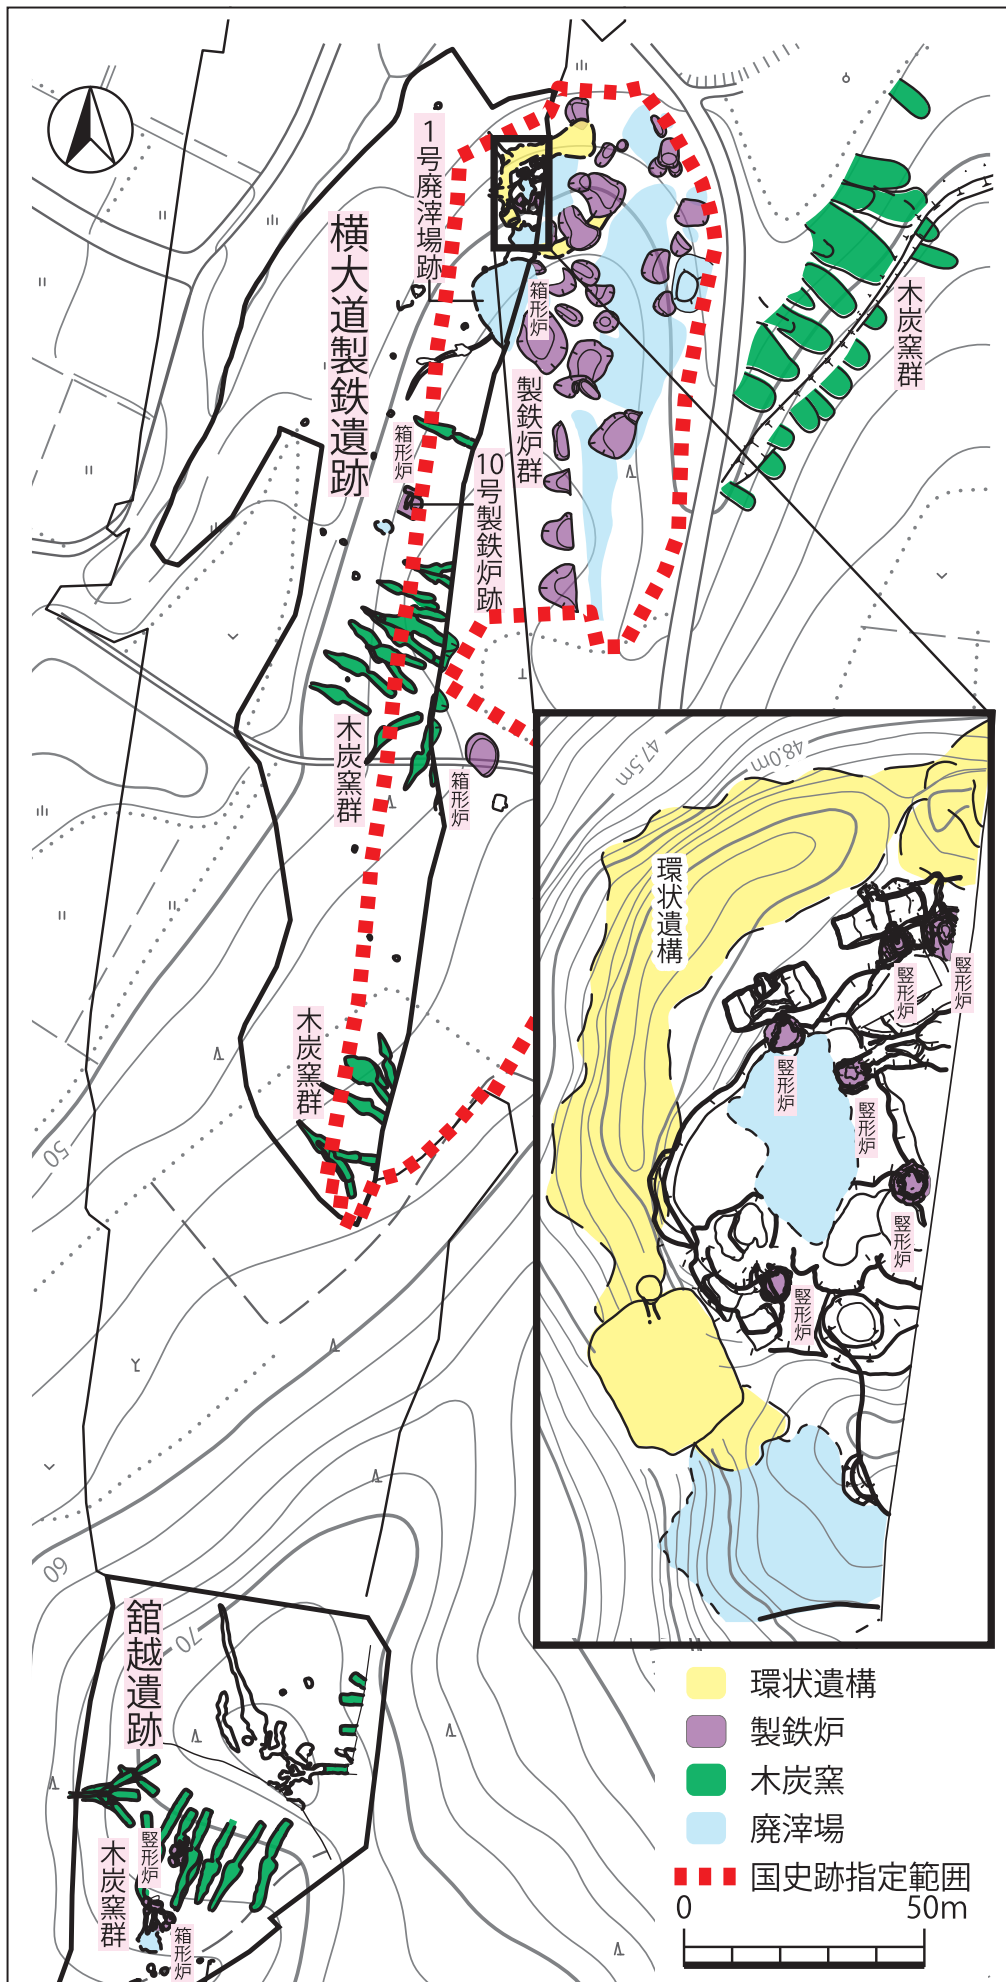 1号廃滓場跡
横大道製鉄遺跡
箱形炉
木炭窯群
製鉄炉群
箱形炉
10号製鉄炉跡
木炭窯群
箱形炉
木炭窯群
50
60
70
47.5m
48.0m
環状遺構
竪形炉
竪形炉
竪形炉
竪形炉
竪形炉
竪形炉
舘越遺跡
竪形炉
木炭窯群
箱形炉
環状遺構
製鉄炉
木炭窯
廃滓場
国史跡指定範囲
0 50m